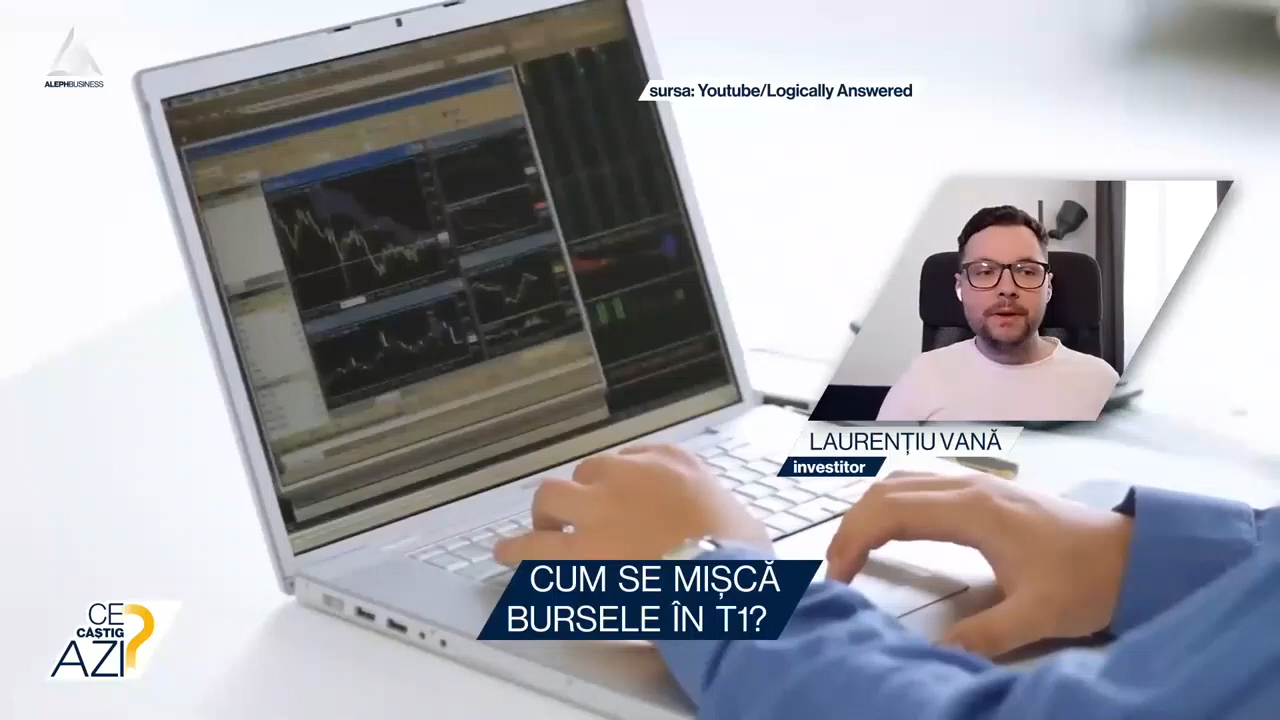 ALEPHBUSINESS
sursa: Youtube/Logically Answered
LAURENȚIU VANĂ
investitor
CUM SE MIȘCĂ
BURSELE ÎN T1?
CE
CÂȘTIG
AZI?